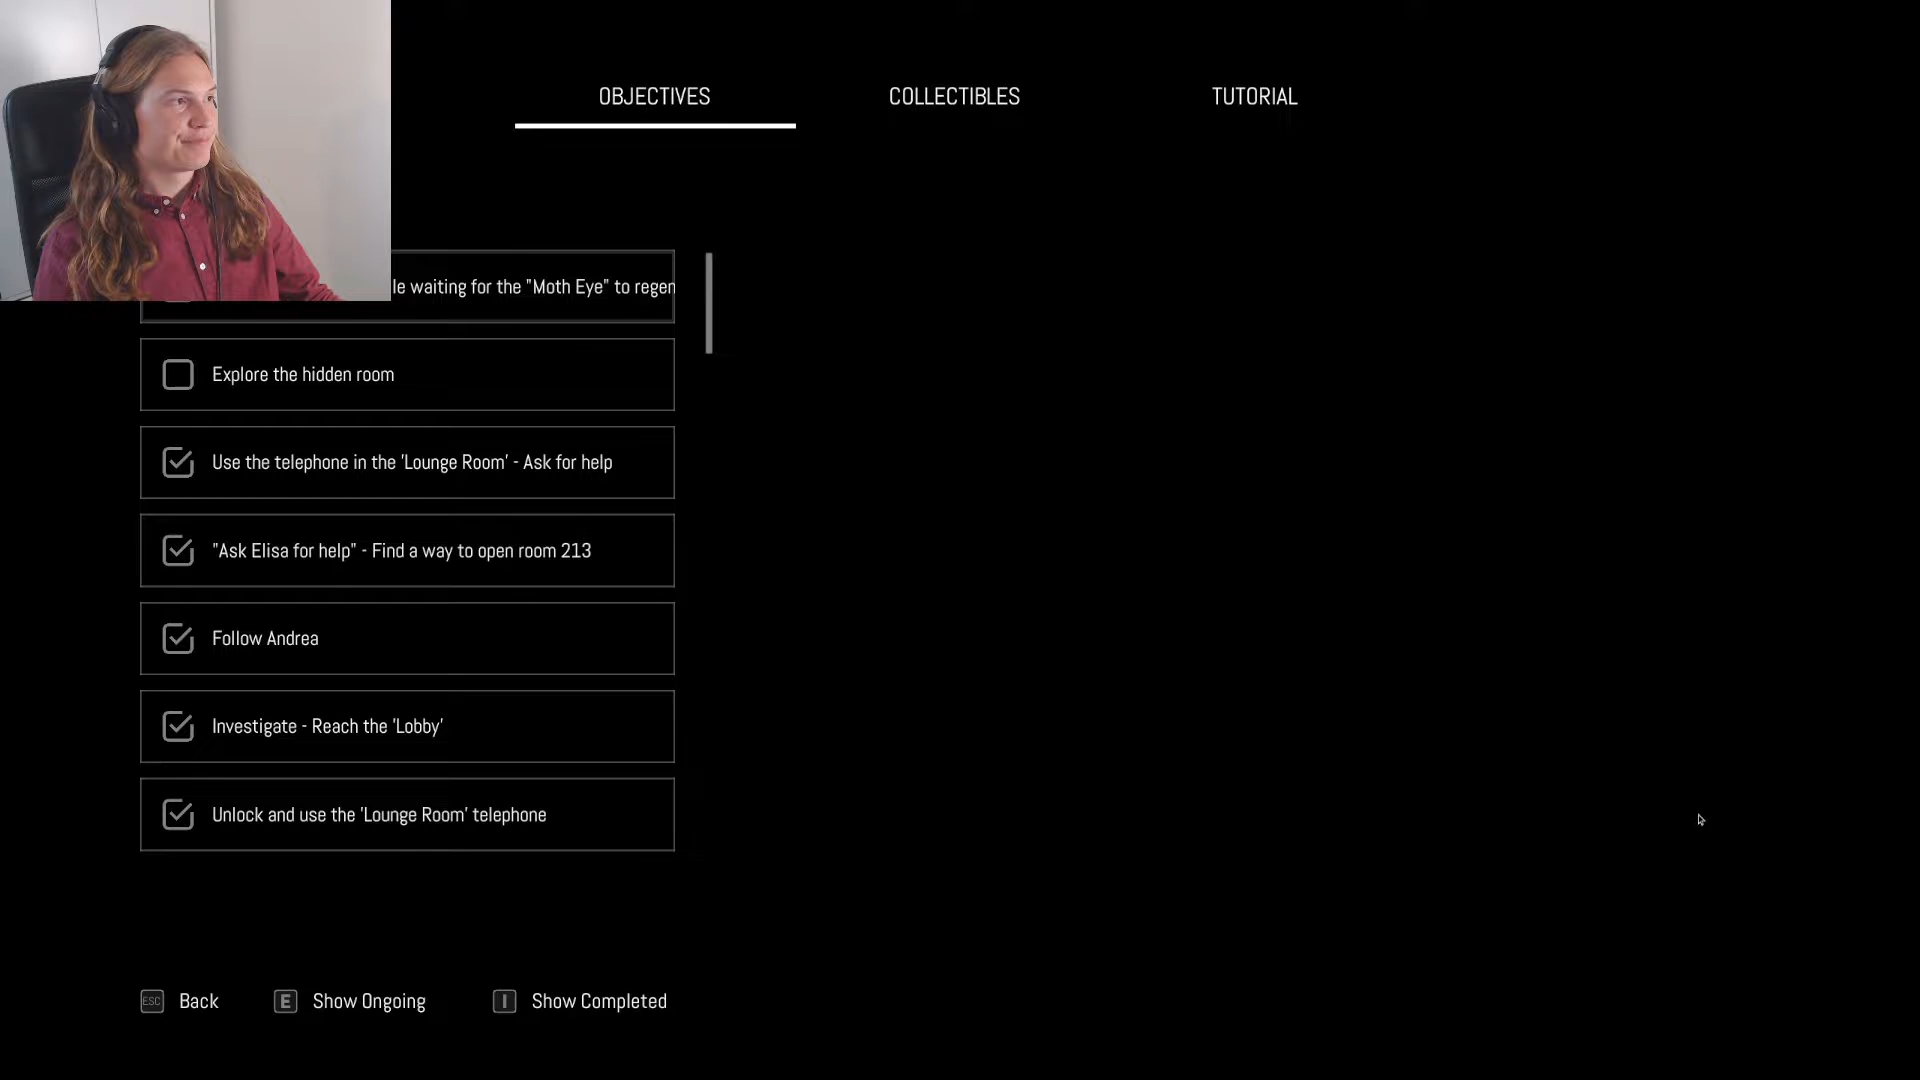 OBJECTIVES
COLLECTIBLES
TUTORIAL
waiting for the "Moth Eye" to
Explore the hidden room
Use the telephone in the 'Lounge Room' - Ask for help
"Ask Elisa for help" - Find a way to open room 213
Follow Andrea
Investigate - Reach the 'Lobby'
Unlock and use the 'Lounge Room' telephone
ESC Back
E Show Ongoing
I Show Completed